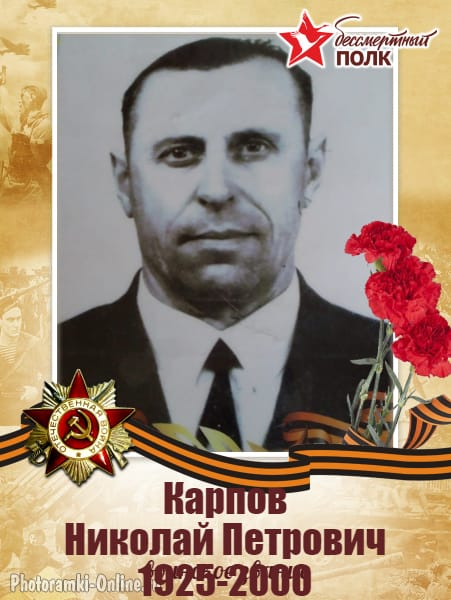 бессмертный
ПОЛК
ОТЕЧЕСТВЕННАЯ ВОЙНА
Карпов
Николай Петрович
1925-2000
Photoramki-Online.